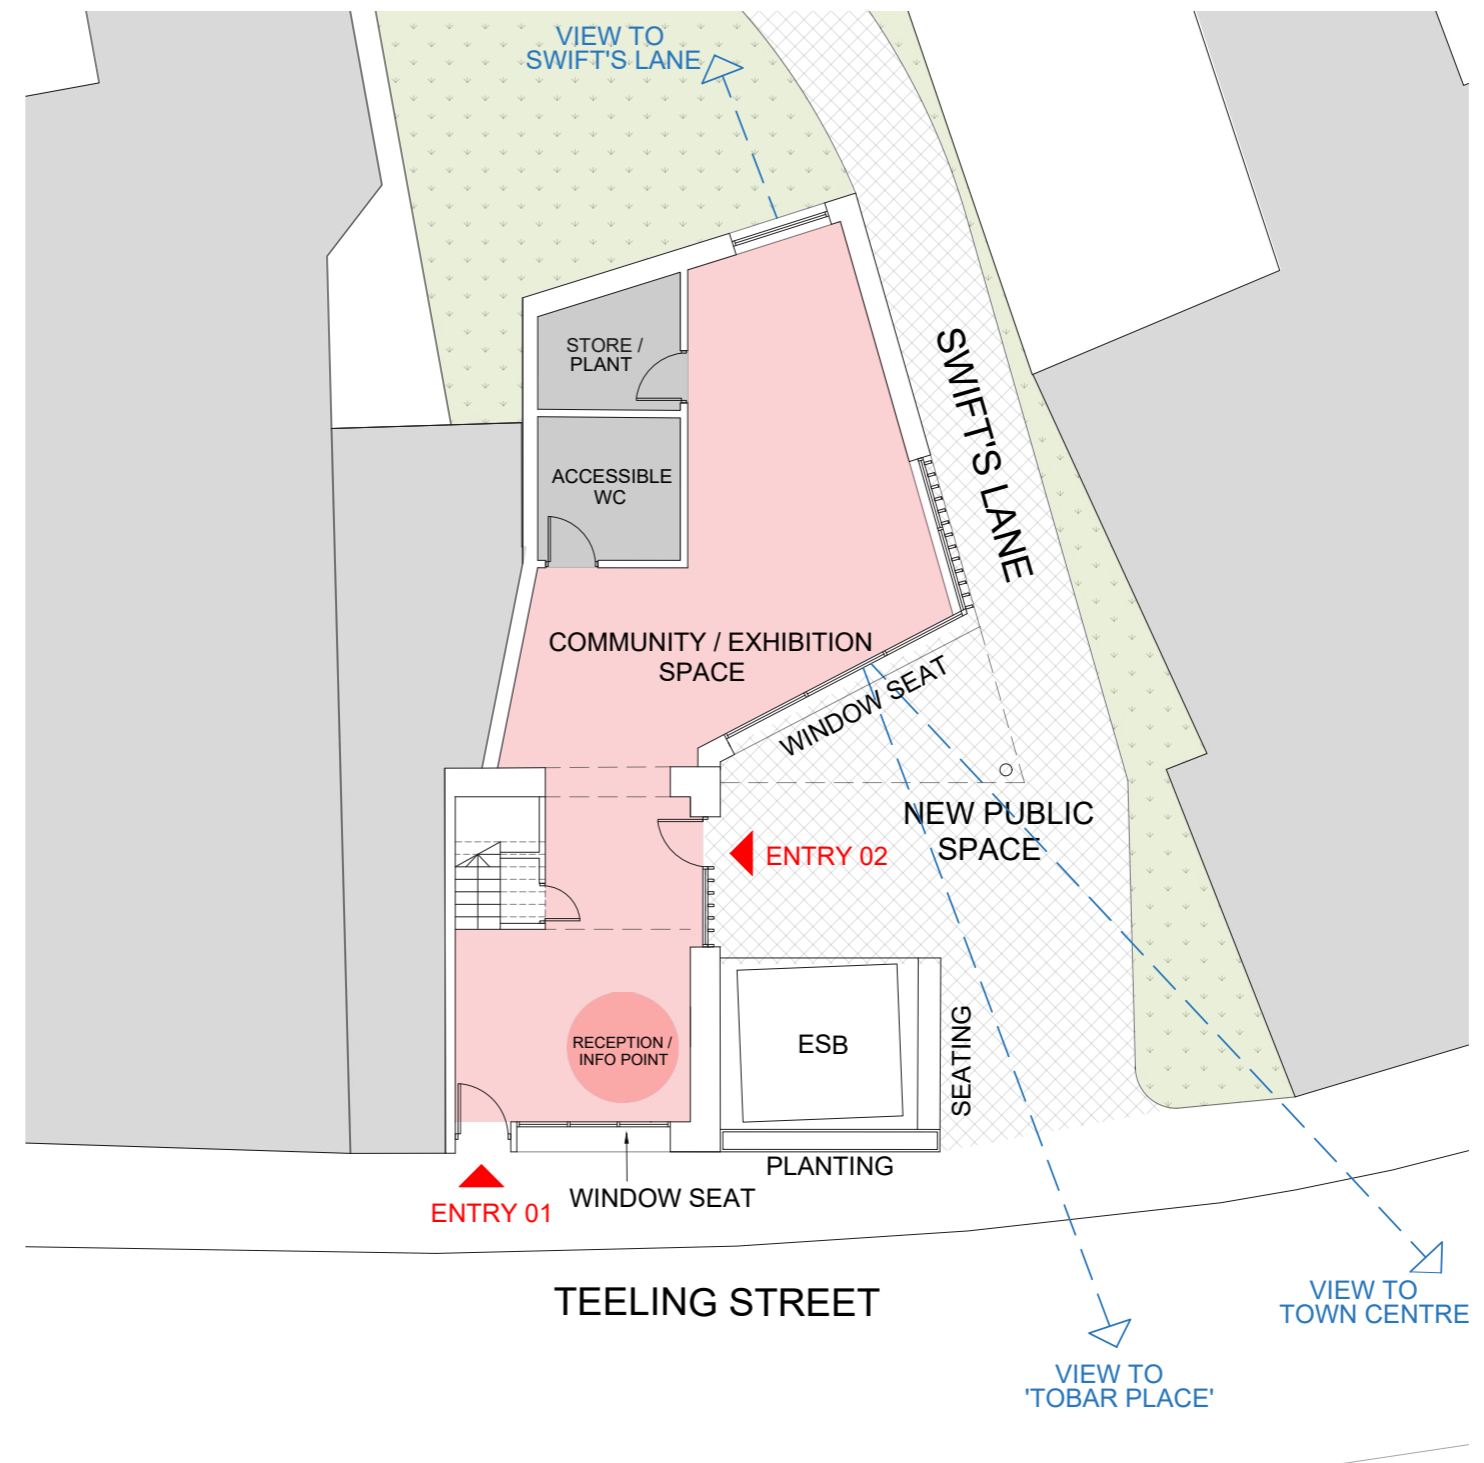 VIEW TO
SWIFT'S LANE
STORE /
PLANT
SWIFT'S LANE
ACCESSIBLE
WC
COMMUNITY / EXHIBITION
SPACE
WINDOW SEAT
NEW PUBLIC
SPACE
ENTRY 02
RECEPTION /
INFO POINT
ESB
SEATING
PLANTING
WINDOW SEAT
ENTRY 01
TEELING STREET
VIEW TO
TOWN CENTRE
VIEW TO
'TOBAR PLACE'